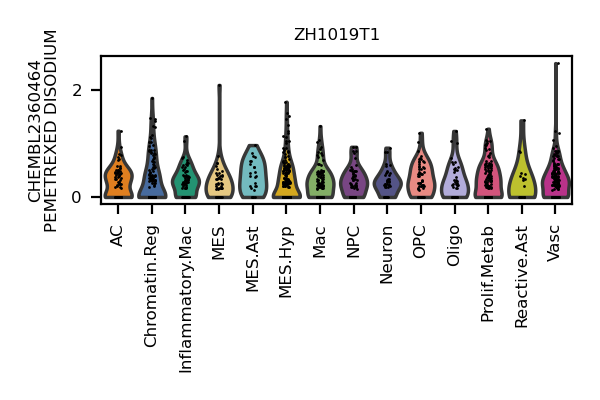 ZH1019T1
CHEMBL2360464
PEMETREXED DISODIUM
2
0
AC
Chromatin.Reg
Inflammatory.Mac
MES
MES.Ast
MES.Hyp
Mac
NPC
Neuron
OPC
Oligo
Prolif.Metab
Reactive.Ast
Vasc